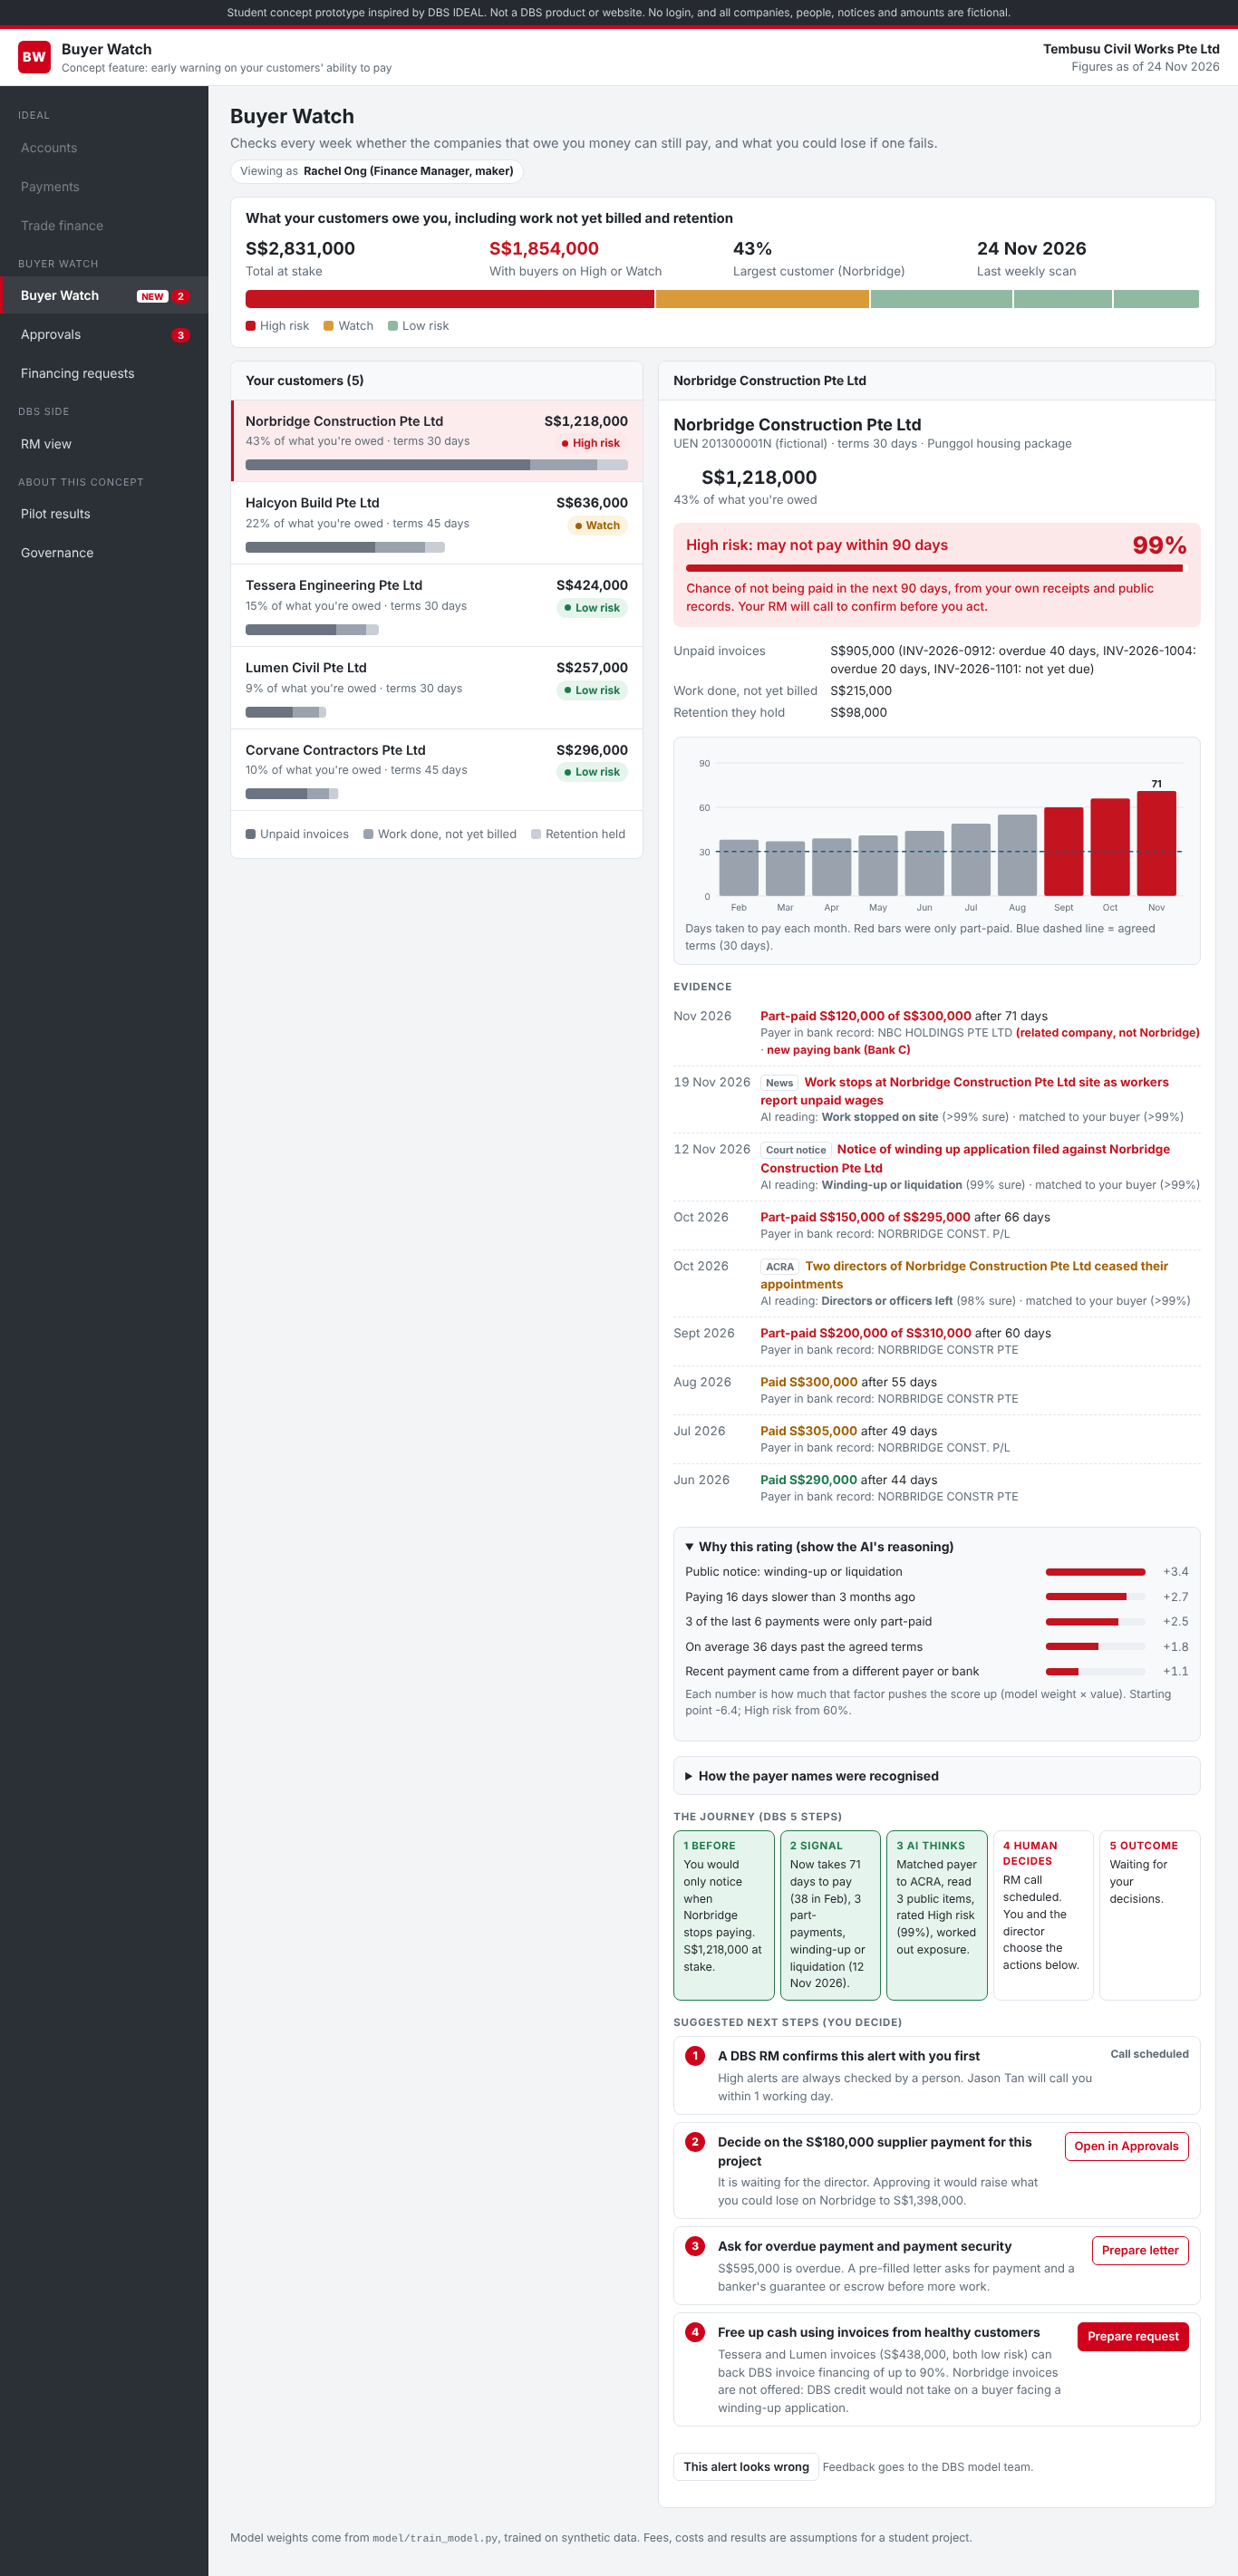 Student concept prototype inspired by DBS IDEAL. Not a DBS product or website. No login, and all companies, people, notices and amounts are fictional.
BW
Buyer Watch
Concept feature: early warning on your customers' ability to pay
Tembusu Civil Works Pte Ltd
Figures as of 24 Nov 2026
IDEAL
Accounts
Payments
Trade finance
BUYER WATCH
Buyer Watch NEW 2
Approvals 3
Financing requests
DBS SIDE
RM view
ABOUT THIS CONCEPT
Pilot results
Governance
Buyer Watch
Checks every week whether the companies that owe you money can still pay, and what you could lose if one fails.
Viewing as Rachel Ong (Finance Manager, maker)
What your customers owe you, including work not yet billed and retention
S$2,831,000
Total at stake
S$1,854,000
With buyers on High or Watch
43%
Largest customer (Norbridge)
24 Nov 2026
Last weekly scan
High risk Watch Low risk
Your customers (5)
Norbridge Construction Pte Ltd S$1,218,000
43% of what you're owed · terms 30 days High risk
Halcyon Build Pte Ltd S$636,000
22% of what you're owed · terms 45 days Watch
Tessera Engineering Pte Ltd S$424,000
15% of what you're owed · terms 30 days Low risk
Lumen Civil Pte Ltd S$257,000
9% of what you're owed · terms 30 days Low risk
Corvane Contractors Pte Ltd S$296,000
10% of what you're owed · terms 45 days Low risk
Unpaid invoices Work done, not yet billed Retention held
Norbridge Construction Pte Ltd
Norbridge Construction Pte Ltd
UEN 201300001N (fictional) · terms 30 days · Punggol housing package
S$1,218,000
43% of what you're owed
High risk: may not pay within 90 days 99%
Chance of not being paid in the next 90 days, from your own receipts and public
records. Your RM will call to confirm before you act.
Unpaid invoices S$905,000 (INV-2026-0912: overdue 40 days, INV-2026-1004:
overdue 20 days, INV-2026-1101: not yet due)
Work done, not yet billed S$215,000
Retention they hold S$98,000
90
60
30
0
71
Feb Mar Apr May Jun Jul Aug Sept Oct Nov
Days taken to pay each month. Red bars were only part-paid. Blue dashed line = agreed
terms (30 days).
EVIDENCE
Nov 2026 Part-paid S$120,000 of S$300,000 after 71 days
Payer in bank record: NBC HOLDINGS PTE LTD (related company, not Norbridge)
· new paying bank (Bank C)
19 Nov 2026 News Work stops at Norbridge Construction Pte Ltd site as workers
report unpaid wages
AI reading: Work stopped on site (>99% sure) · matched to your buyer (>99%)
12 Nov 2026 Court notice Notice of winding up application filed against Norbridge
Construction Pte Ltd
AI reading: Winding-up or liquidation (99% sure) · matched to your buyer (>99%)
Oct 2026 Part-paid S$150,000 of S$295,000 after 66 days
Payer in bank record: NORBRIDGE CONST. P/L
Oct 2026 ACRA Two directors of Norbridge Construction Pte Ltd ceased their
appointments
AI reading: Directors or officers left (98% sure) · matched to your buyer (>99%)
Sept 2026 Part-paid S$200,000 of S$310,000 after 60 days
Payer in bank record: NORBRIDGE CONSTR PTE
Aug 2026 Paid S$300,000 after 55 days
Payer in bank record: NORBRIDGE CONSTR PTE
Jul 2026 Paid S$305,000 after 49 days
Payer in bank record: NORBRIDGE CONST. P/L
Jun 2026 Paid S$290,000 after 44 days
Payer in bank record: NORBRIDGE CONSTR PTE
▼ Why this rating (show the AI's reasoning)
Public notice: winding-up or liquidation +3.4
Paying 16 days slower than 3 months ago +2.7
3 of the last 6 payments were only part-paid +2.5
On average 36 days past the agreed terms +1.8
Recent payment came from a different payer or bank +1.1
Each number is how much that factor pushes the score up (model weight × value). Starting
point -6.4; High risk from 60%.
▶ How the payer names were recognised
THE JOURNEY (DBS 5 STEPS)
1 BEFORE
You would
only notice
when
Norbridge
stops paying.
S$1,218,000 at
stake.
2 SIGNAL
Now takes 71
days to pay
(38 in Feb), 3
part-
payments,
winding-up or
liquidation (12
Nov 2026).
3 AI THINKS
Matched payer
to ACRA, read
3 public items,
rated High risk
(99%), worked
out exposure.
4 HUMAN
DECIDES
RM call
scheduled.
You and the
director
choose the
actions below.
5 OUTCOME
Waiting for
your
decisions.
SUGGESTED NEXT STEPS (YOU DECIDE)
1 A DBS RM confirms this alert with you first Call scheduled
High alerts are always checked by a person. Jason Tan will call you
within 1 working day.
2 Decide on the S$180,000 supplier payment for this
project
Open in Approvals
It is waiting for the director. Approving it would raise what
you could lose on Norbridge to S$1,398,000.
3 Ask for overdue payment and payment security Prepare letter
S$595,000 is overdue. A pre-filled letter asks for payment and a
banker's guarantee or escrow before more work.
4 Free up cash using invoices from healthy customers Prepare request
Tessera and Lumen invoices (S$438,000, both low risk) can
back DBS invoice financing of up to 90%. Norbridge invoices
are not offered: DBS credit would not take on a buyer facing a
winding-up application.
This alert looks wrong Feedback goes to the DBS model team.
Model weights come from model/train_model.py, trained on synthetic data. Fees, costs and results are assumptions for a student project.